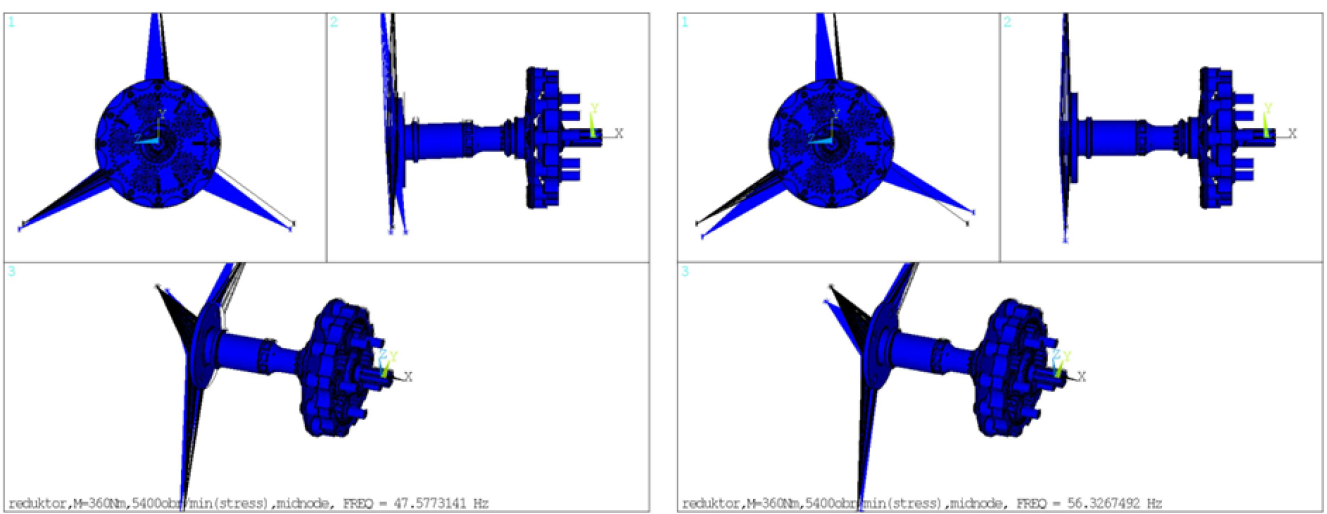 1
2
Y
Z
Y
X
3
Z
Y
X
reduktor,M=360Nm,5400obr/min(stress),midnode, FREQ = 47.5773141 Hz
1
2
Y
Z
Y
X
3
Z
Y
X
reduktor,M=360Nm,5400obr/min(stress),midnode, FREQ = 56.3267492 Hz